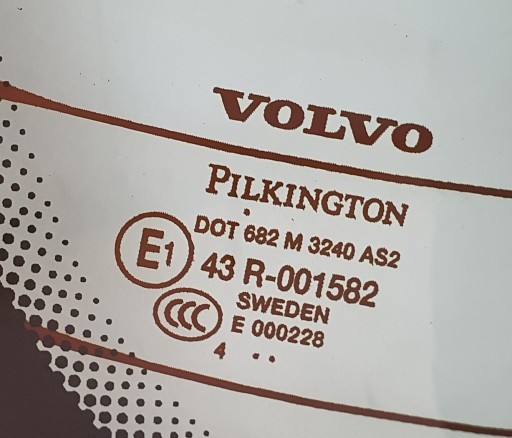 VOLVO
PILKINGTON
DOT 682 M 3240 AS2
E1 43 R-001582
CCC SWEDEN
E 000228
4 ..